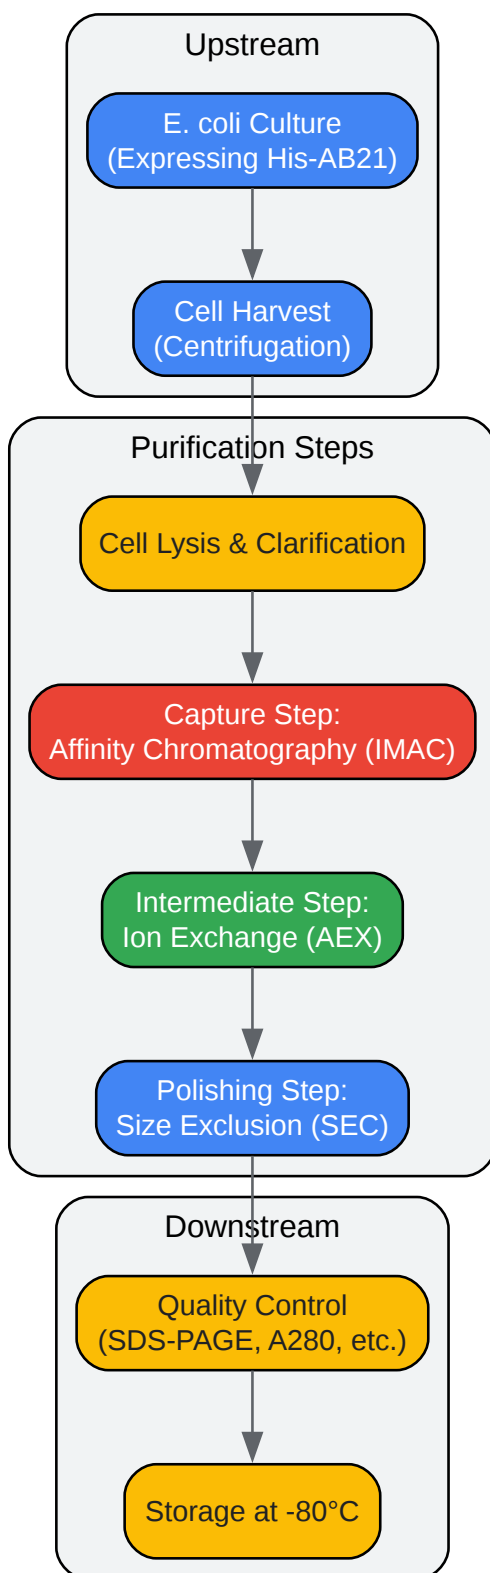 Upstream
E. coli Culture
(Expressing His-AB21)
Cell Harvest
(Centrifugation)
Purification Steps
Cell Lysis & Clarification
Capture Step:
Affinity Chromatography (IMAC)
Intermediate Step:
Ion Exchange (AEX)
Polishing Step:
Size Exclusion (SEC)
Downstream
Quality Control
(SDS-PAGE, A280, etc.)
Storage at -80°C